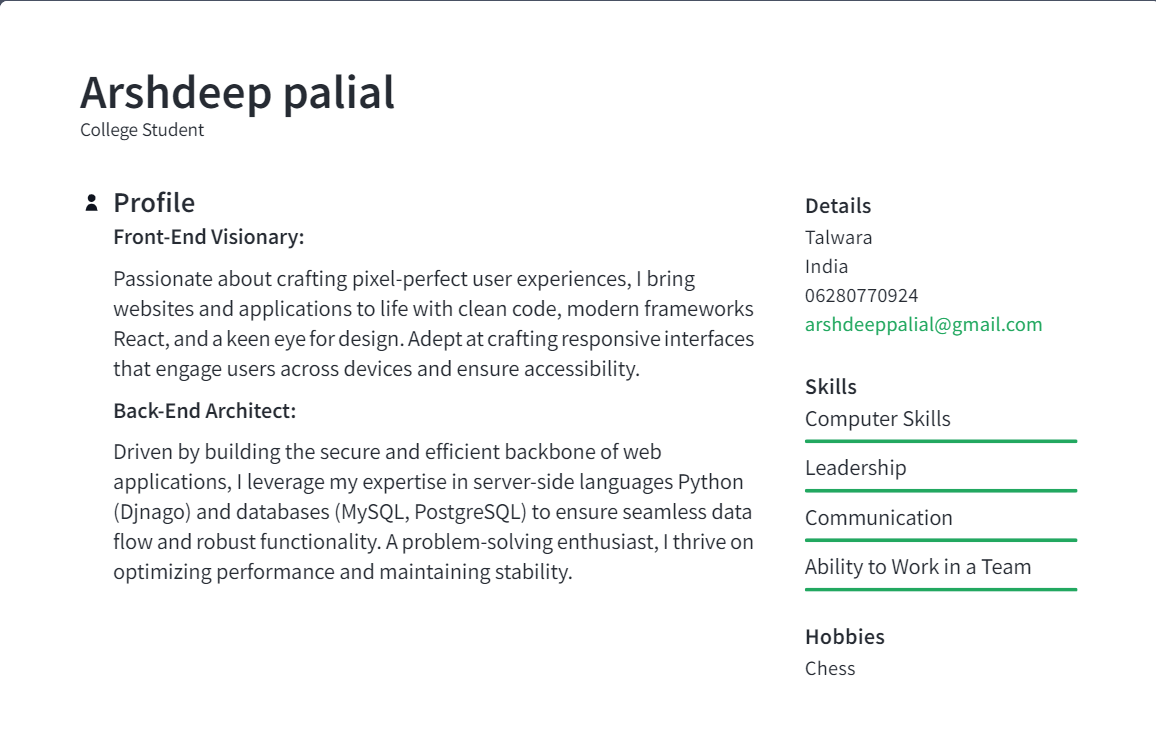 Arshdeep palial
College Student
Profile
Front-End Visionary:
Passionate about crafting pixel-perfect user experiences, I bring
websites and applications to life with clean code, modern frameworks
React, and a keen eye for design. Adept at crafting responsive interfaces
that engage users across devices and ensure accessibility.
Back-End Architect:
Driven by building the secure and efficient backbone of web
applications, I leverage my expertise in server-side languages Python
(Djnago) and databases (MySQL, PostgreSQL) to ensure seamless data
flow and robust functionality. A problem-solving enthusiast, I thrive on
optimizing performance and maintaining stability.
Details
Talwara
India
06280770924
arshdeeppalial@gmail.com
Skills
Computer Skills
Leadership
Communication
Ability to Work in a Team
Hobbies
Chess